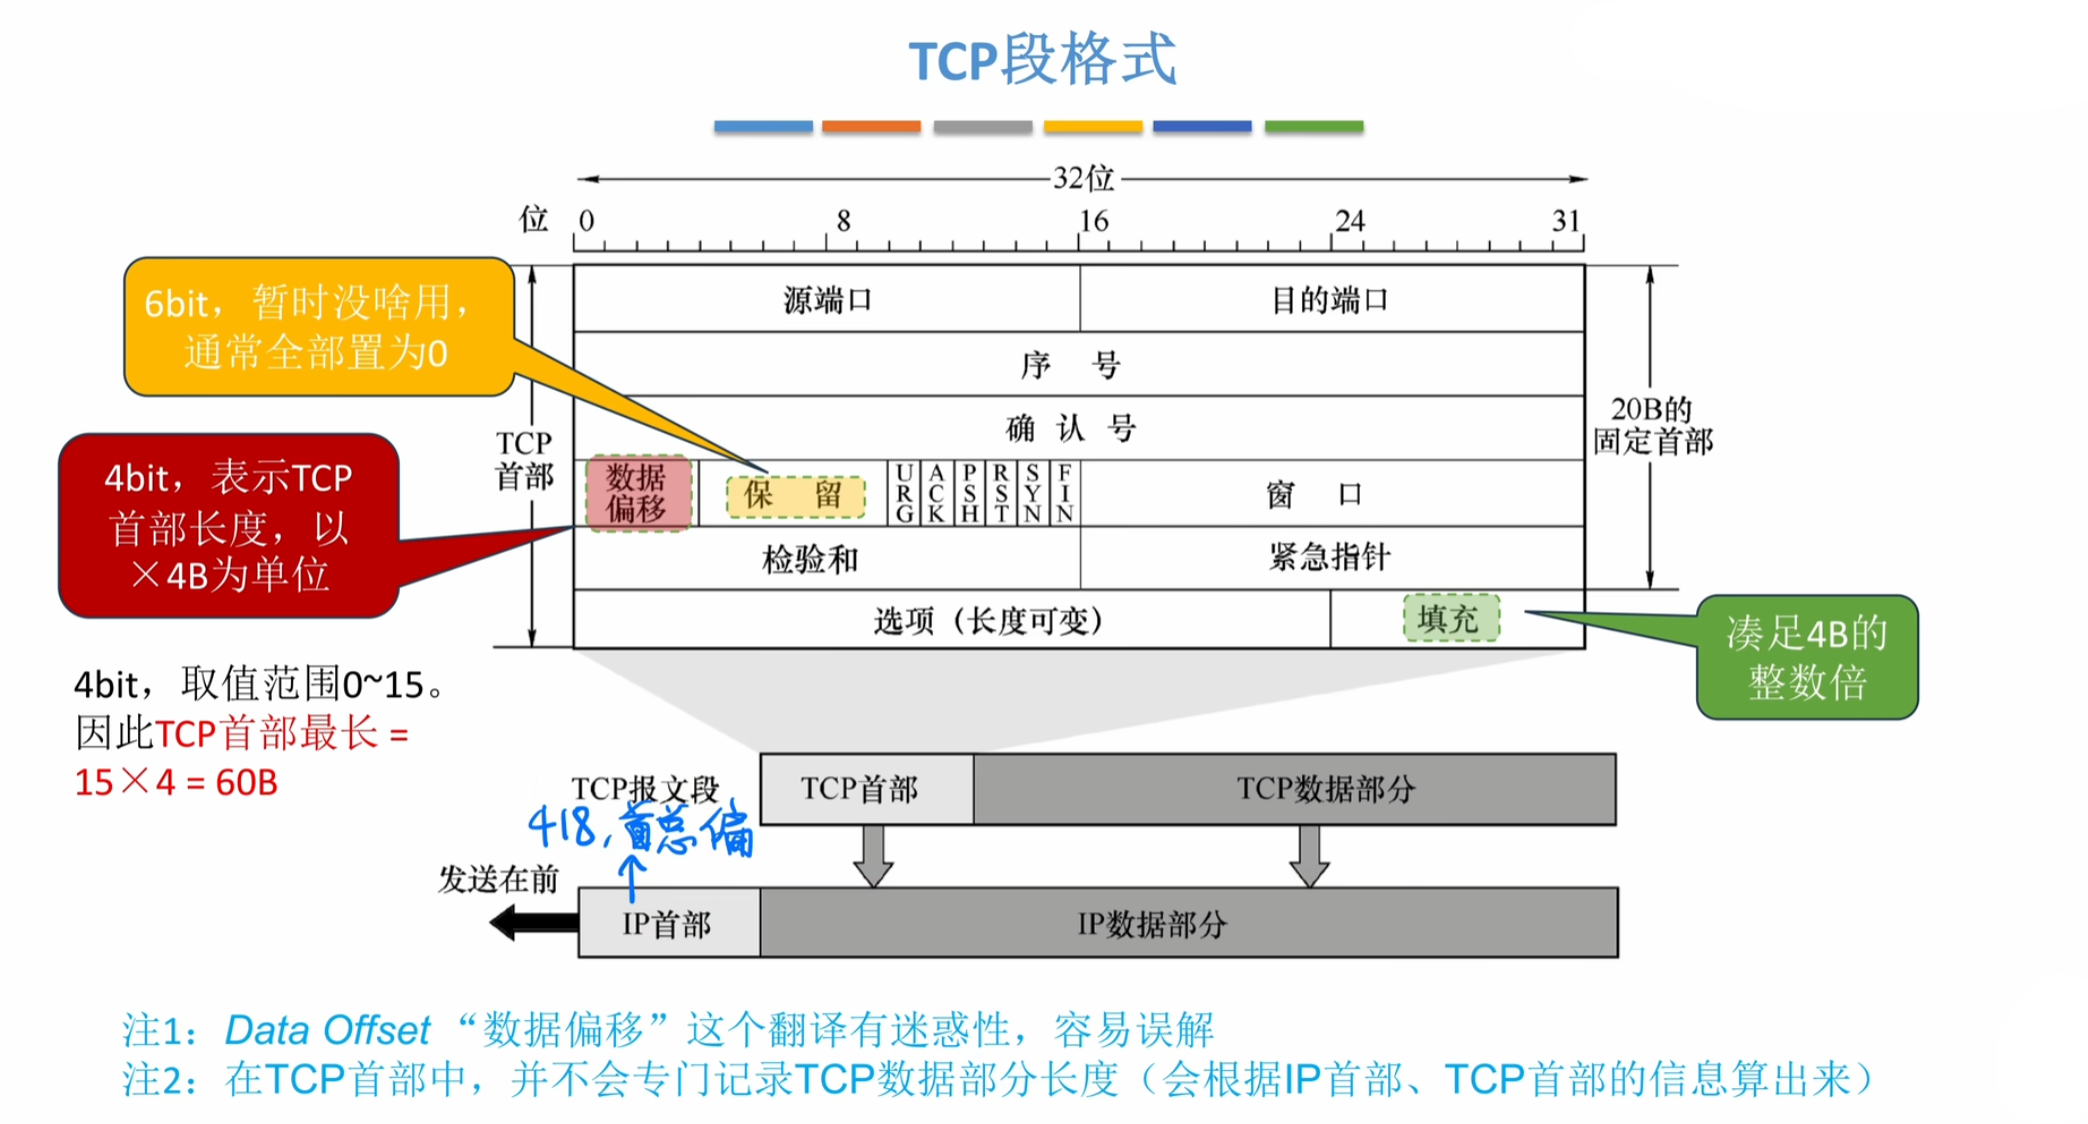 TCP段格式
32位
位 0 8 16 24 31
6bit，暂时没啥用，
通常全部置为0
源端口 目的端口
序 号
确 认 号
TCP
首部
20B的
固定首部
4bit，表示TCP
首部长度，以
×4B为单位
数据
偏移
保 留
URG
ACK
PSH
RST
SYN
FIN
窗 口
检验和 紧急指针
选项（长度可变） 填充
凑足4B的
整数倍
4bit，取值范围0~15。
因此TCP首部最长 =
15×4 = 60B
TCP报文段 TCP首部 TCP数据部分
418，首总偏
发送在前
IP首部 IP数据部分
注1：Data Offset “数据偏移”这个翻译有迷惑性，容易误解
注2：在TCP首部中，并不会专门记录TCP数据部分长度（会根据IP首部、TCP首部的信息算出来）